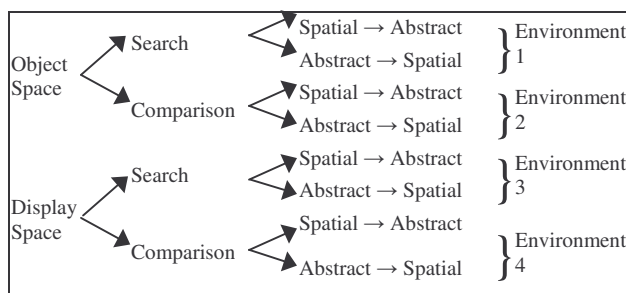 Object
Space
Search
Spatial → Abstract
Abstract → Spatial
Environment
1
Comparison
Spatial → Abstract
Abstract → Spatial
Environment
2
Display
Space
Search
Spatial → Abstract
Abstract → Spatial
Environment
3
Comparison
Spatial → Abstract
Abstract → Spatial
Environment
4